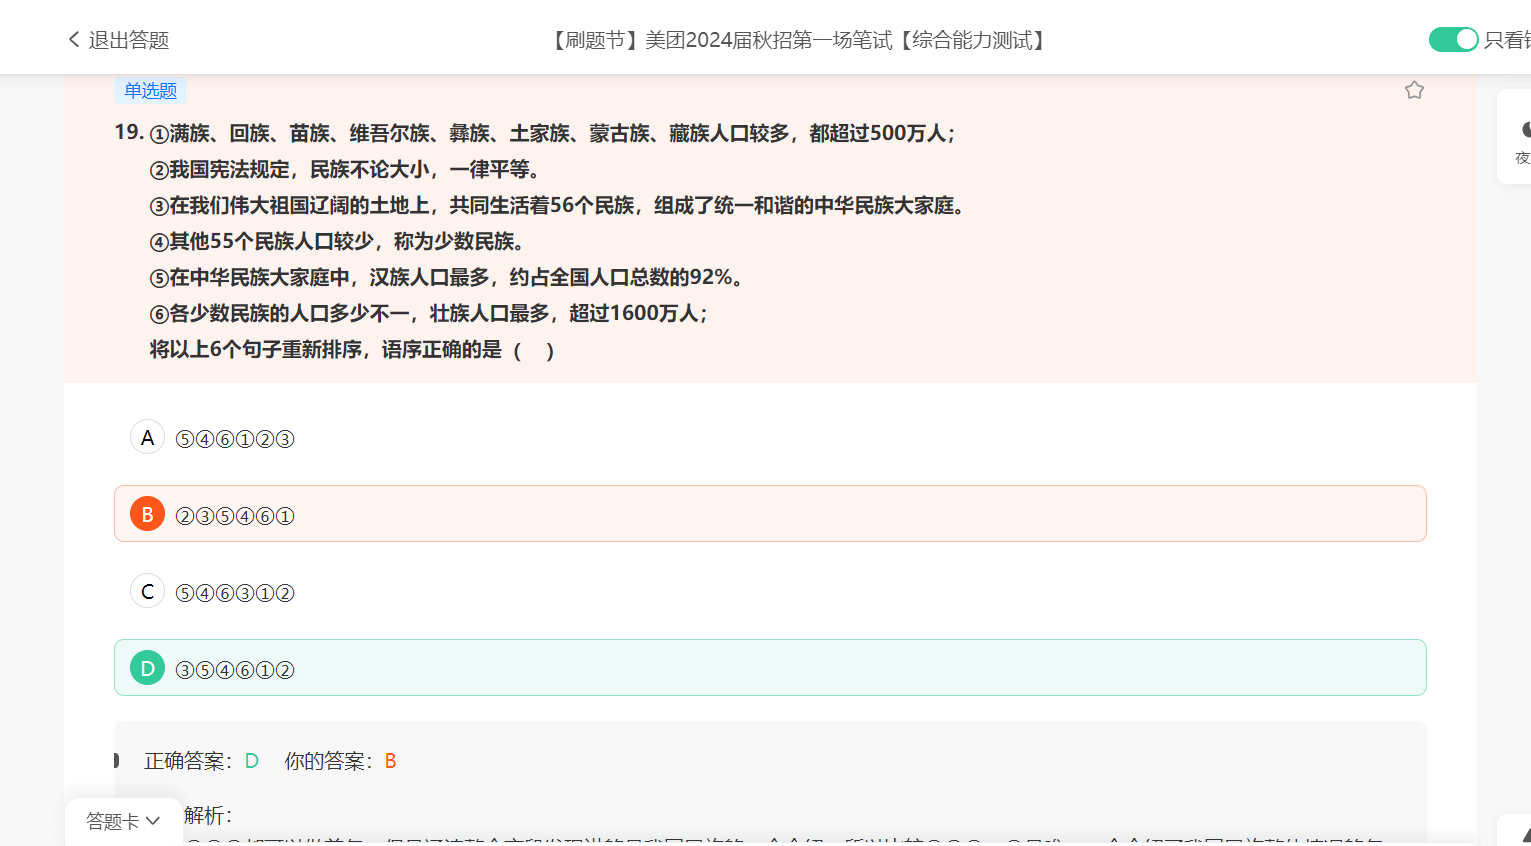 退出答题
【刷题节】美团2024届秋招第一场笔试【综合能力测试】
只看
单选题
19. ①满族、回族、苗族、维吾尔族、彝族、土家族、蒙古族、藏族人口较多，都超过500万人；
②我国宪法规定，民族不论大小，一律平等。
③在我们伟大祖国辽阔的土地上，共同生活着56个民族，组成了统一和谐的中华民族大家庭。
④其他55个民族人口较少，称为少数民族。
⑤在中华民族大家庭中，汉族人口最多，约占全国人口总数的92%。
⑥各少数民族的人口多少不一，壮族人口最多，超过1600万人；
将以上6个句子重新排序，语序正确的是（ ）
夜
A ⑤④⑥①②③
B ②③⑤④⑥①
C ⑤④⑥③①②
D ③⑤④⑥①②
正确答案：D 你的答案：B
解析：
答题卡